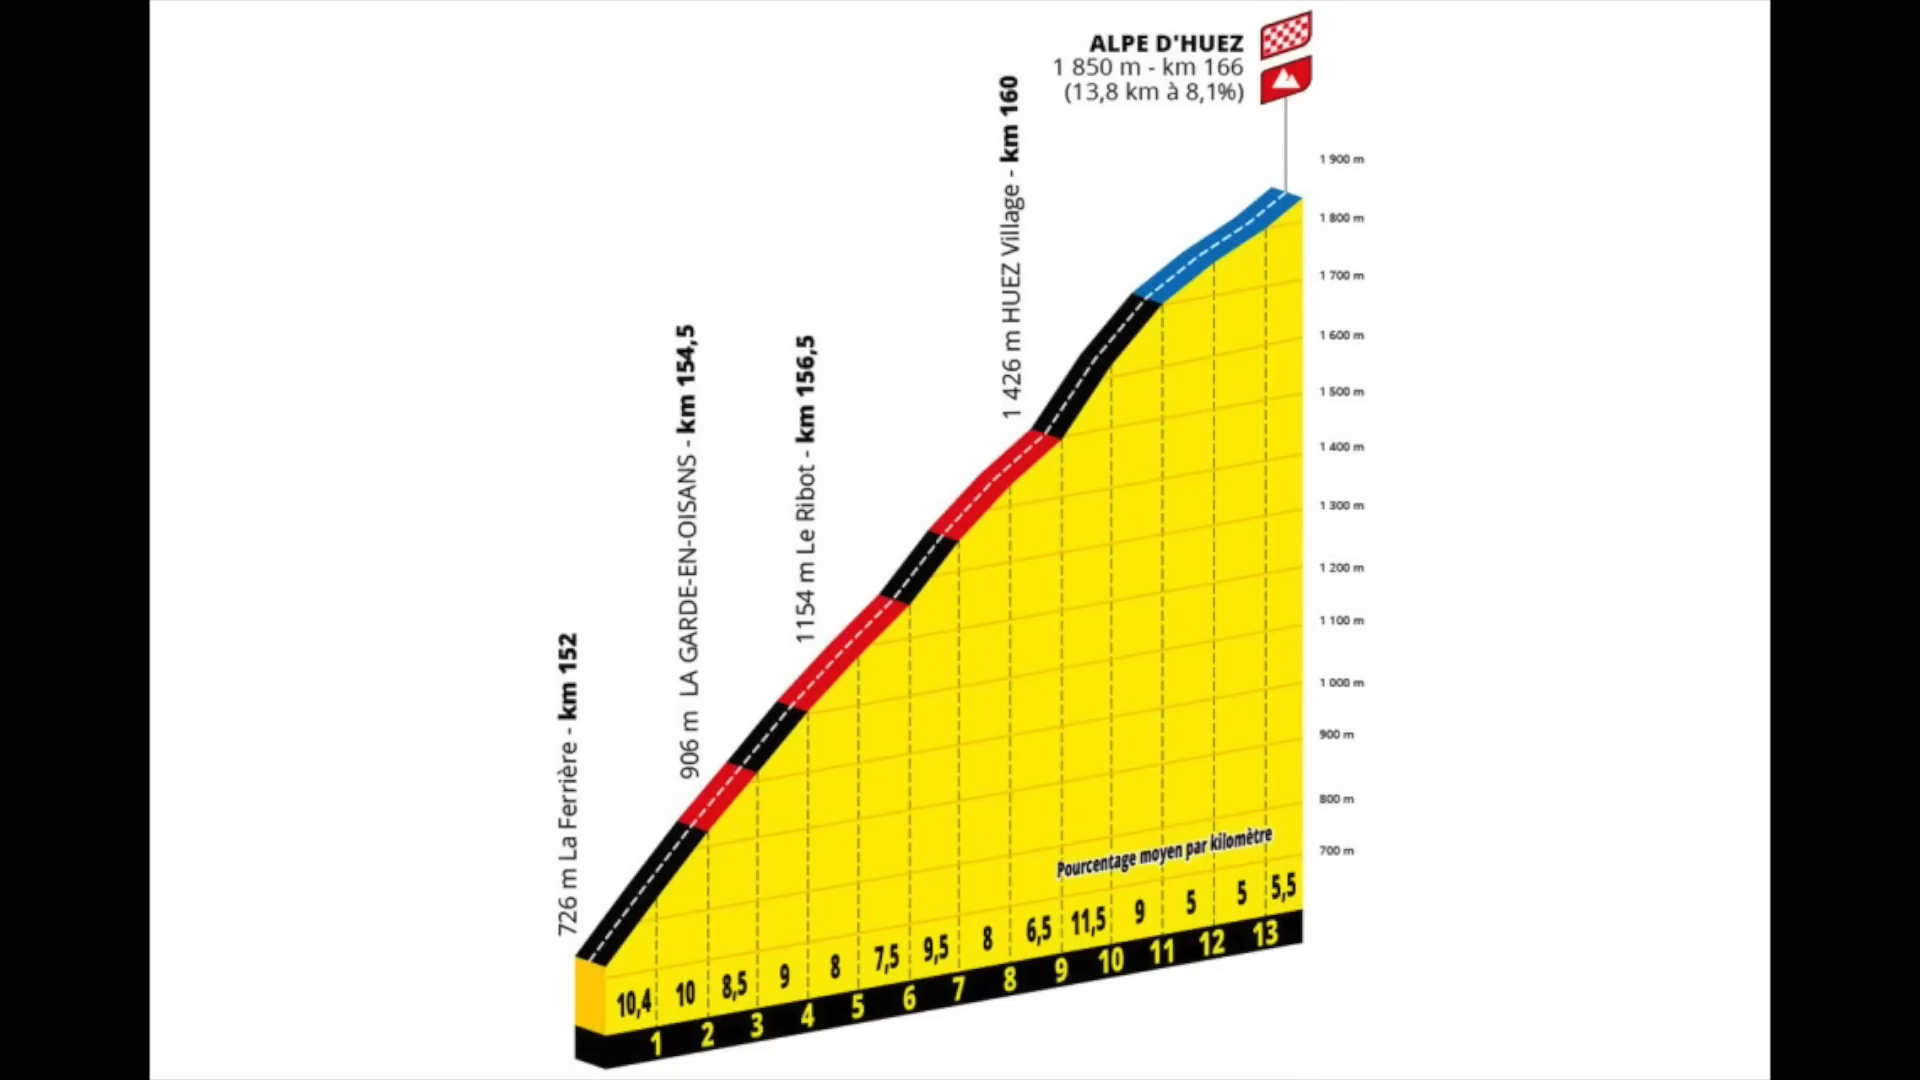 ALPE D'HUEZ
1 850 m - km 166
(13,8 km à 8,1%)
1 426 m HUEZ Village - km 160
906 m LA GARDE-EN-OISANS - km 154,5
1154 m Le Ribot - km 156,5
726 m La Ferrière - km 152
1 900 m
1 800 m
1 700 m
1 600 m
1 500 m
1 400 m
1 300 m
1 200 m
1 100 m
1 000 m
900 m
800 m
700 m
Pourcentage moyen par kilomètre
10,4 10 8,5 9 8 7,5 9,5 8 6,5 11,5 9 5 5 5,5
1 2 3 4 5 6 7 8 9 10 11 12 13